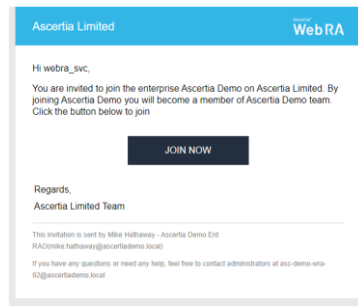 Ascertia Limited
Ascertia
WebRA
Hi webra_svc,
You are invited to join the enterprise Ascertia Demo on Ascertia Limited. By
joining Ascertia Demo you will become a member of Ascertia Demo team.
Click the button below to join
JOIN NOW
Regards,
Ascertia Limited Team
This invitation is sent by Mike Hathaway - Ascertia Demo Ent
RAO(mike.hathaway@ascertiademo.local)
If you have any questions or need any help, feel free to contact administrators at asc-demo-wra-
02@ascertiademo.local